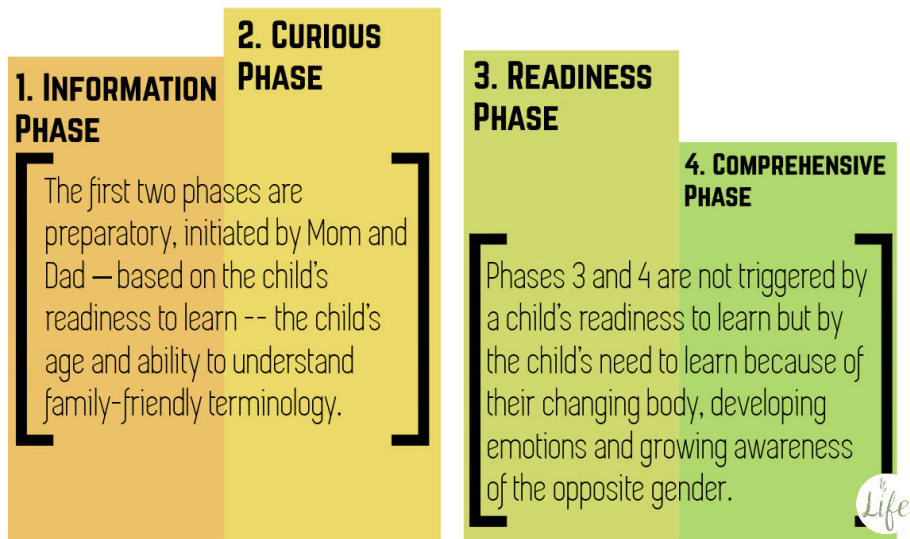 1. INFORMATION
PHASE
2. CURIOUS
PHASE
The first two phases are
preparatory, initiated by Mom and
Dad — based on the child's
readiness to learn -- the child's
age and ability to understand
family-friendly terminology.
3. READINESS
PHASE
4. COMPREHENSIVE
PHASE
Phases 3 and 4 are not triggered by
a child's readiness to learn but by
the child's need to learn because of
their changing body, developing
emotions and growing awareness
of the opposite gender.
Life